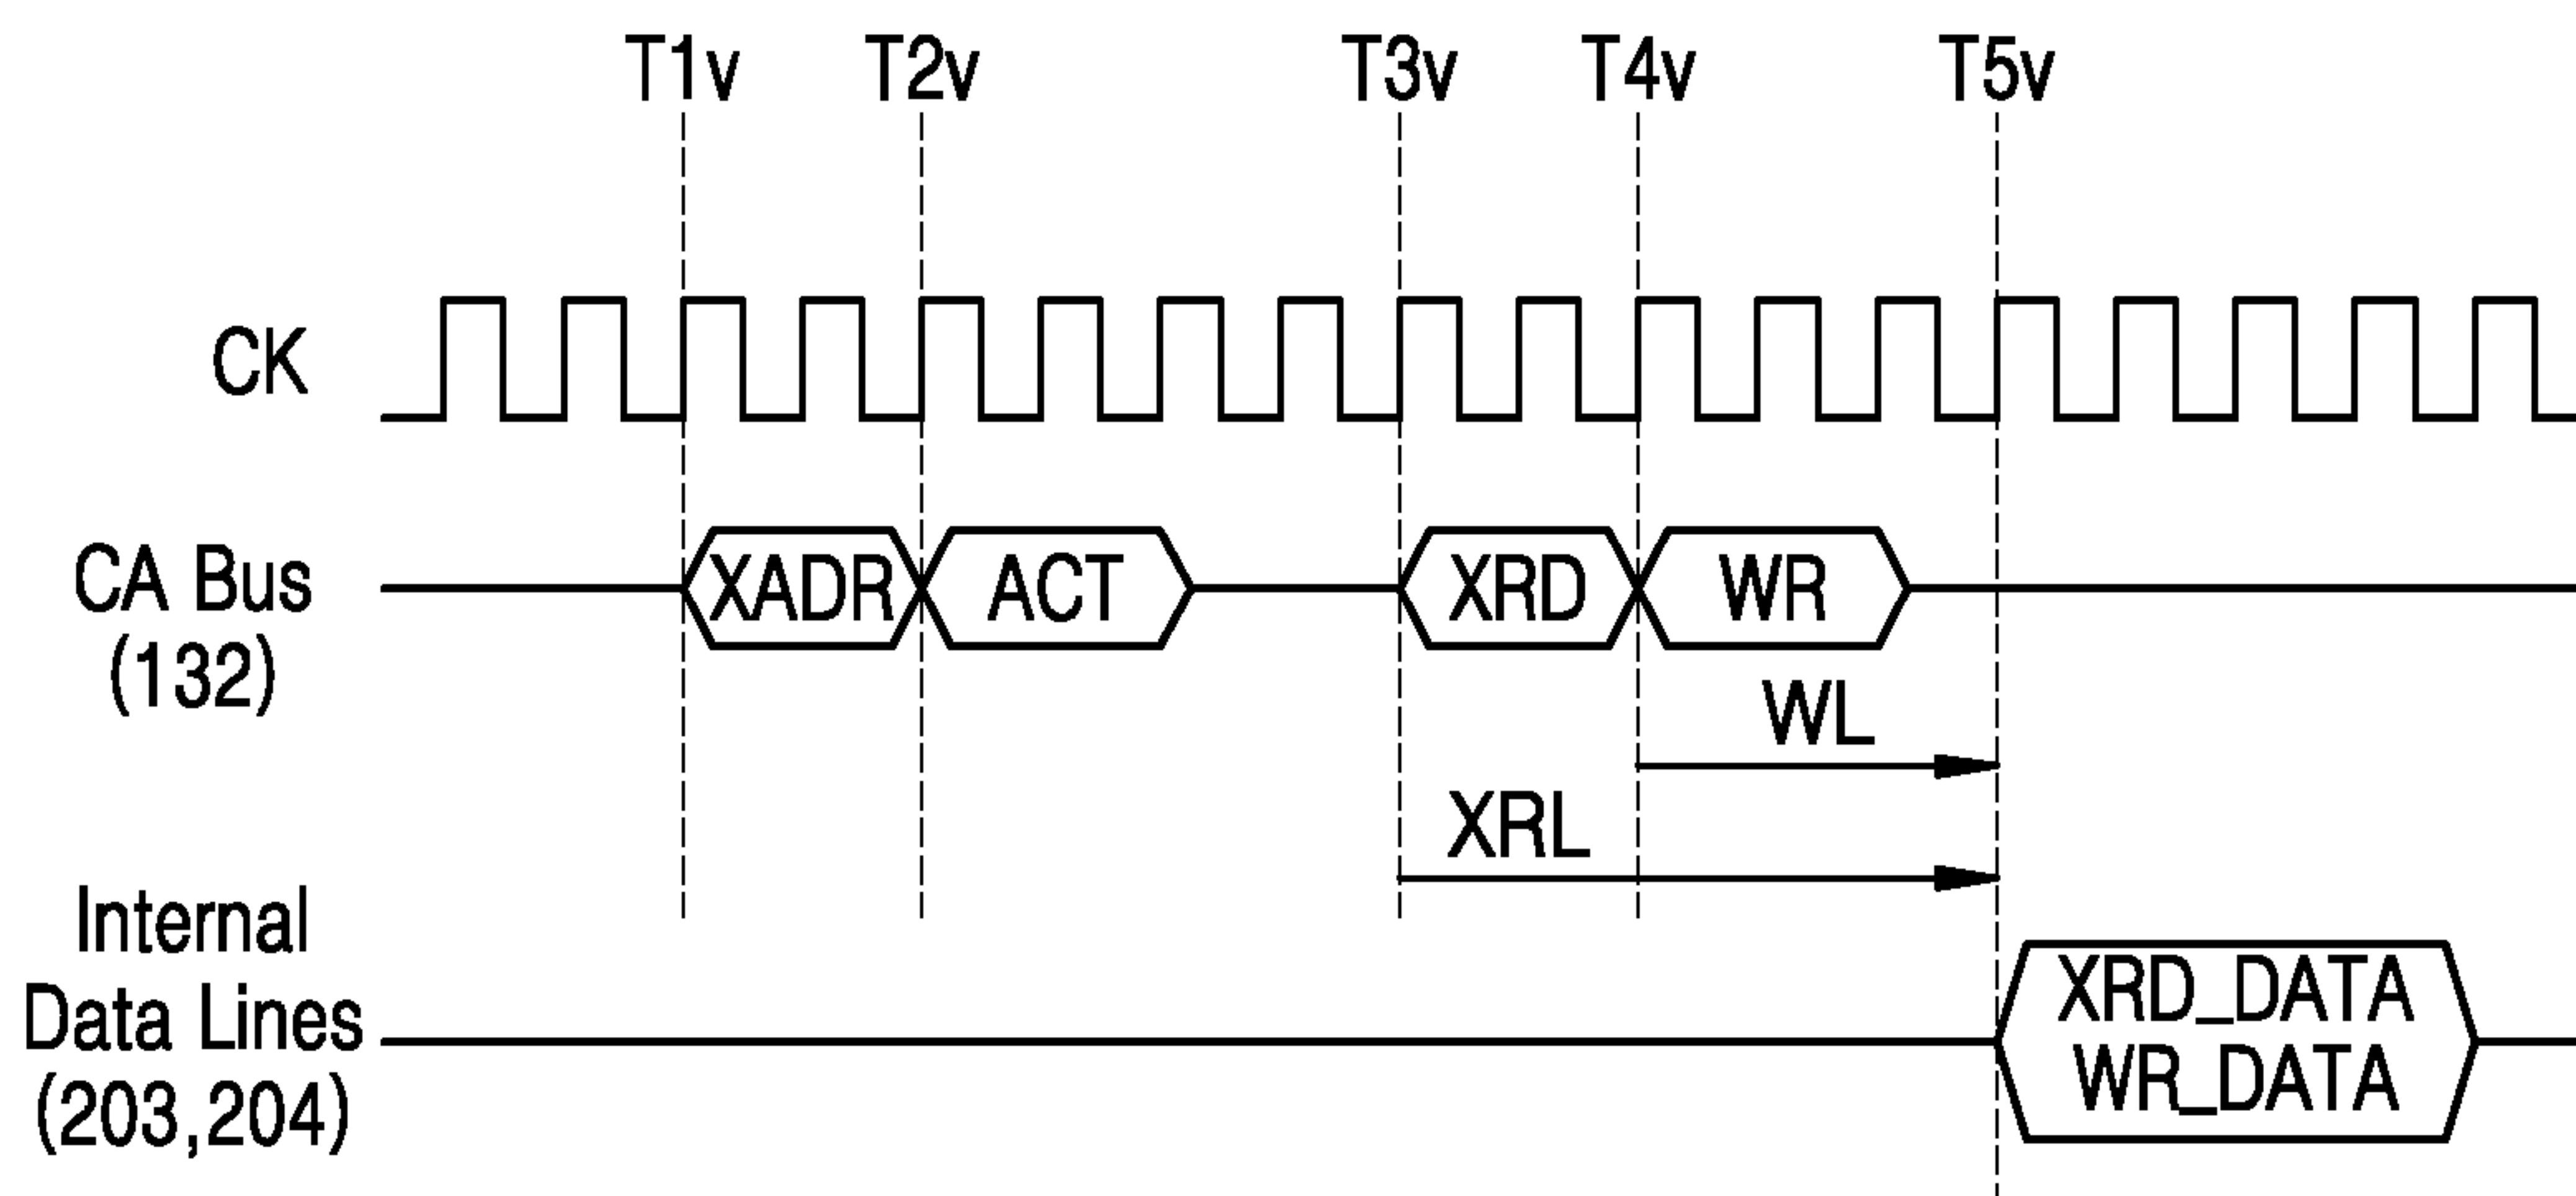 T1v T2v T3v T4v T5v
CK
CA Bus
(132)
XADR ACT XRD WR
WL
XRL
Internal
Data Lines
(203,204)
XRD_DATA
WR_DATA